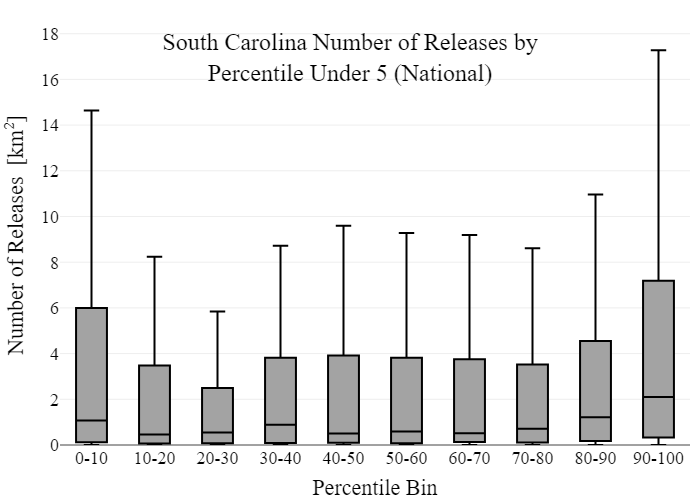 South Carolina Number of Releases by
Percentile Under 5 (National)
Number of Releases [km²]
18
16
14
12
10
8
6
4
2
0
0-10 10-20 20-30 30-40 40-50 50-60 60-70 70-80 80-90 90-100
Percentile Bin